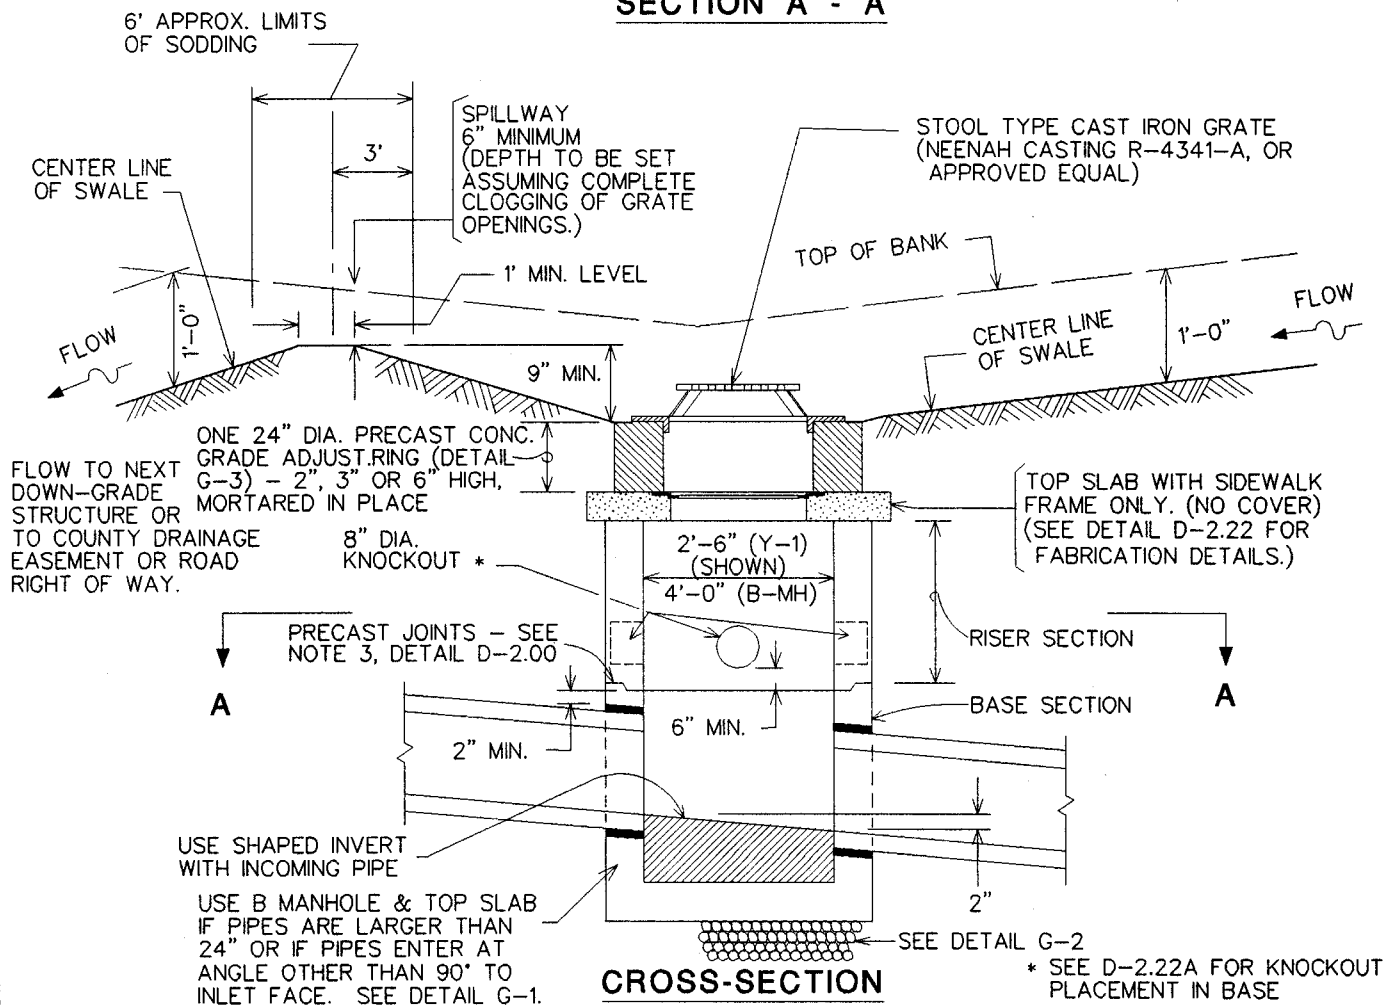 SECTION A - A
6' APPROX. LIMITS
OF SODDING
SPILLWAY
6" MINIMUM
(DEPTH TO BE SET
ASSUMING COMPLETE
CLOGGING OF GRATE
OPENINGS.)
3'
STOOL TYPE CAST IRON GRATE
(NEENAH CASTING R-4341-A, OR
APPROVED EQUAL)
CENTER LINE
OF SWALE
TOP OF BANK
1' MIN. LEVEL
FLOW
1'-0"
FLOW
1'-0"
CENTER LINE
OF SWALE
9" MIN.
ONE 24" DIA. PRECAST CONC.
GRADE ADJUST.RING (DETAIL
G-3) - 2", 3" OR 6" HIGH,
MORTARED IN PLACE
FLOW TO NEXT
DOWN-GRADE
STRUCTURE OR
TO COUNTY DRAINAGE
EASEMENT OR ROAD
RIGHT OF WAY.
TOP SLAB WITH SIDEWALK
FRAME ONLY. (NO COVER)
(SEE DETAIL D-2.22 FOR
FABRICATION DETAILS.)
8" DIA.
KNOCKOUT *
2'-6" (Y-1)
(SHOWN)
4'-0" (B-MH)
PRECAST JOINTS - SEE
NOTE 3, DETAIL D-2.00
RISER SECTION
A
A
BASE SECTION
6" MIN.
2" MIN.
USE SHAPED INVERT
WITH INCOMING PIPE
2"
USE B MANHOLE & TOP SLAB
IF PIPES ARE LARGER THAN
24" OR IF PIPES ENTER AT
ANGLE OTHER THAN 90° TO
INLET FACE. SEE DETAIL G-1.
SEE DETAIL G-2
CROSS-SECTION
* SEE D-2.22A FOR KNOCKOUT
PLACEMENT IN BASE